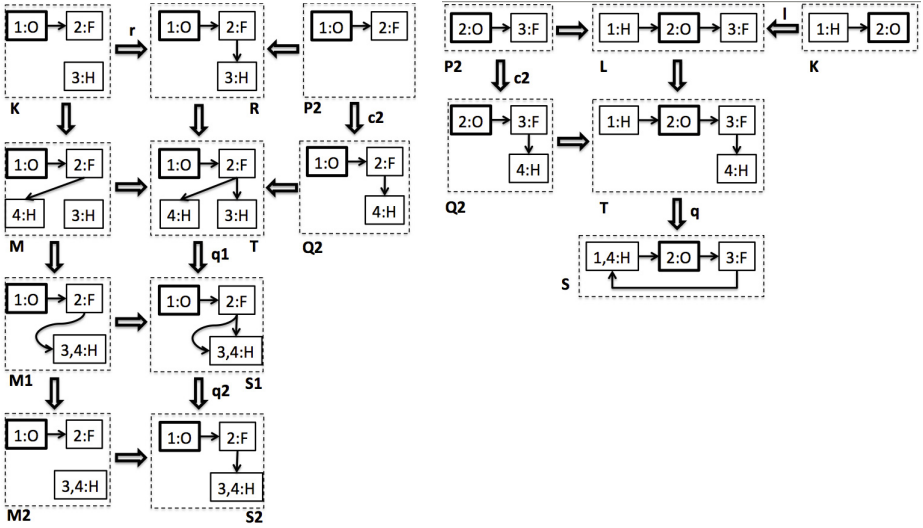 1:O 2:F
3:H
K
r
1:O 2:F
3:H
R
1:O 2:F
P2
c2
1:O 2:F
4:H 3:H
M
1:O 2:F
4:H 3:H
T
q1
1:O 2:F
4:H
Q2
1:O 2:F
3,4:H
M1
1:O 2:F
3,4:H
S1
q2
1:O 2:F
3,4:H
M2
1:O 2:F
3,4:H
S2
2:O 3:F
P2
c2
1:H 2:O 3:F
L
l
1:H 2:O
K
2:O 3:F
4:H
Q2
1:H 2:O 3:F
4:H
T
q
1,4:H 2:O 3:F
S